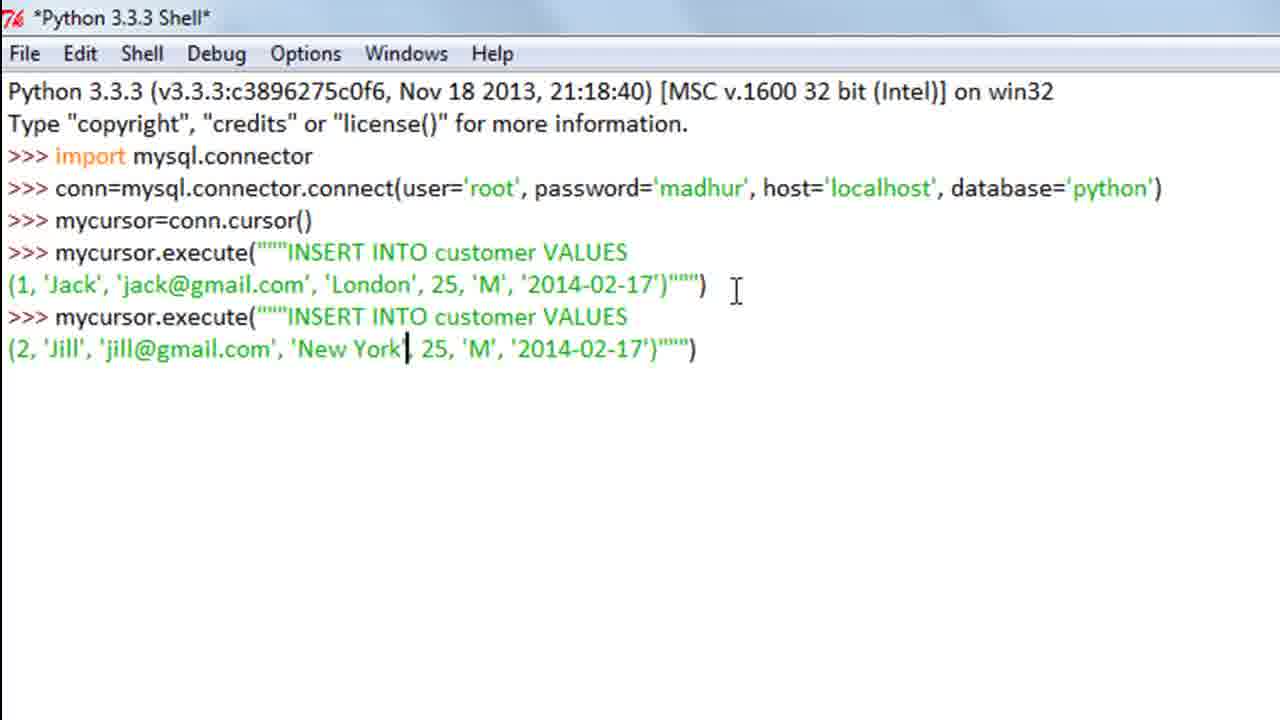 *Python 3.3.3 Shell*
File Edit Shell Debug Options Windows Help
Python 3.3.3 (v3.3.3:c3896275c0f6, Nov 18 2013, 21:18:40) [MSC v.1600 32 bit (Intel)] on win32
Type "copyright", "credits" or "license()" for more information.
>>> import mysql.connector
>>> conn=mysql.connector.connect(user='root', password='madhur', host='localhost', database='python')
>>> mycursor=conn.cursor()
>>> mycursor.execute("""INSERT INTO customer VALUES
(1, 'Jack', 'jack@gmail.com', 'London', 25, 'M', '2014-02-17')""")
>>> mycursor.execute("""INSERT INTO customer VALUES
(2, 'Jill', 'jill@gmail.com', 'New York', 25, 'M', '2014-02-17')""")